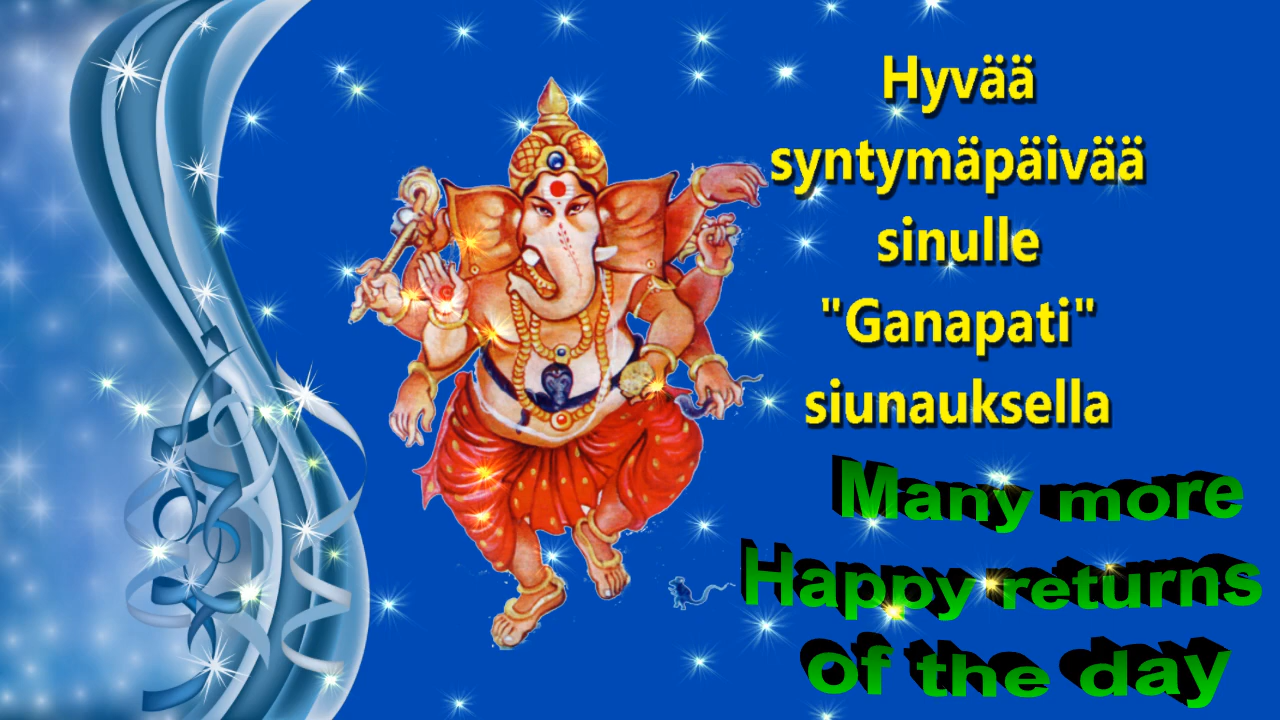 Hyvää
syntymäpäivää
sinulle
"Ganapati"
siunauksella
Many more
Happy returns
of the day